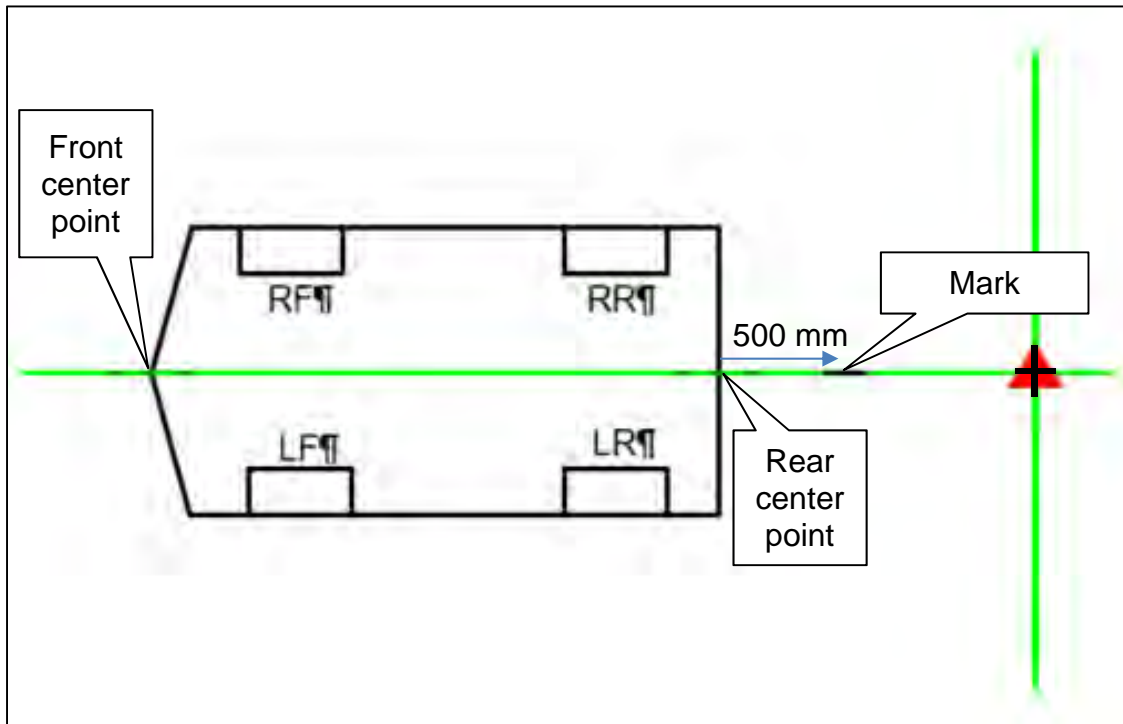 Front
center
point
RF¶
RR¶
Mark
500 mm
LF¶
LR¶
Rear
center
point